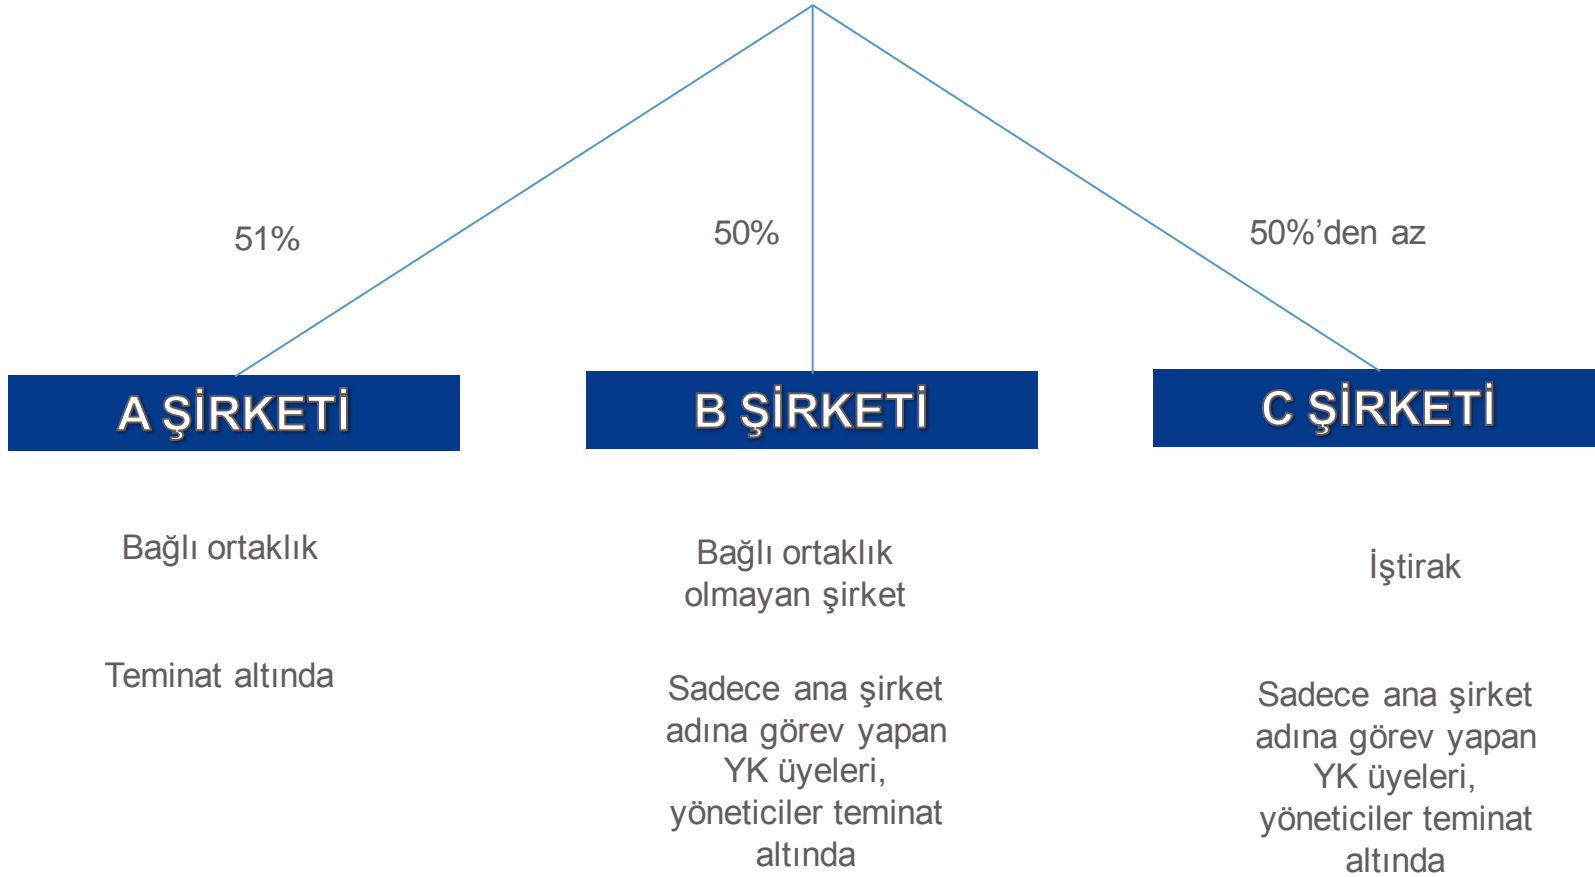 51%
50%
50%’den az
A ŞİRKETİ
B ŞİRKETİ
C ŞİRKETİ
Bağlı ortaklık
Teminat altında
Bağlı ortaklık
olmayan şirket
Sadece ana şirket
adına görev yapan
YK üyeleri,
yöneticiler teminat
altında
İştirak
Sadece ana şirket
adına görev yapan
YK üyeleri,
yöneticiler teminat
altında